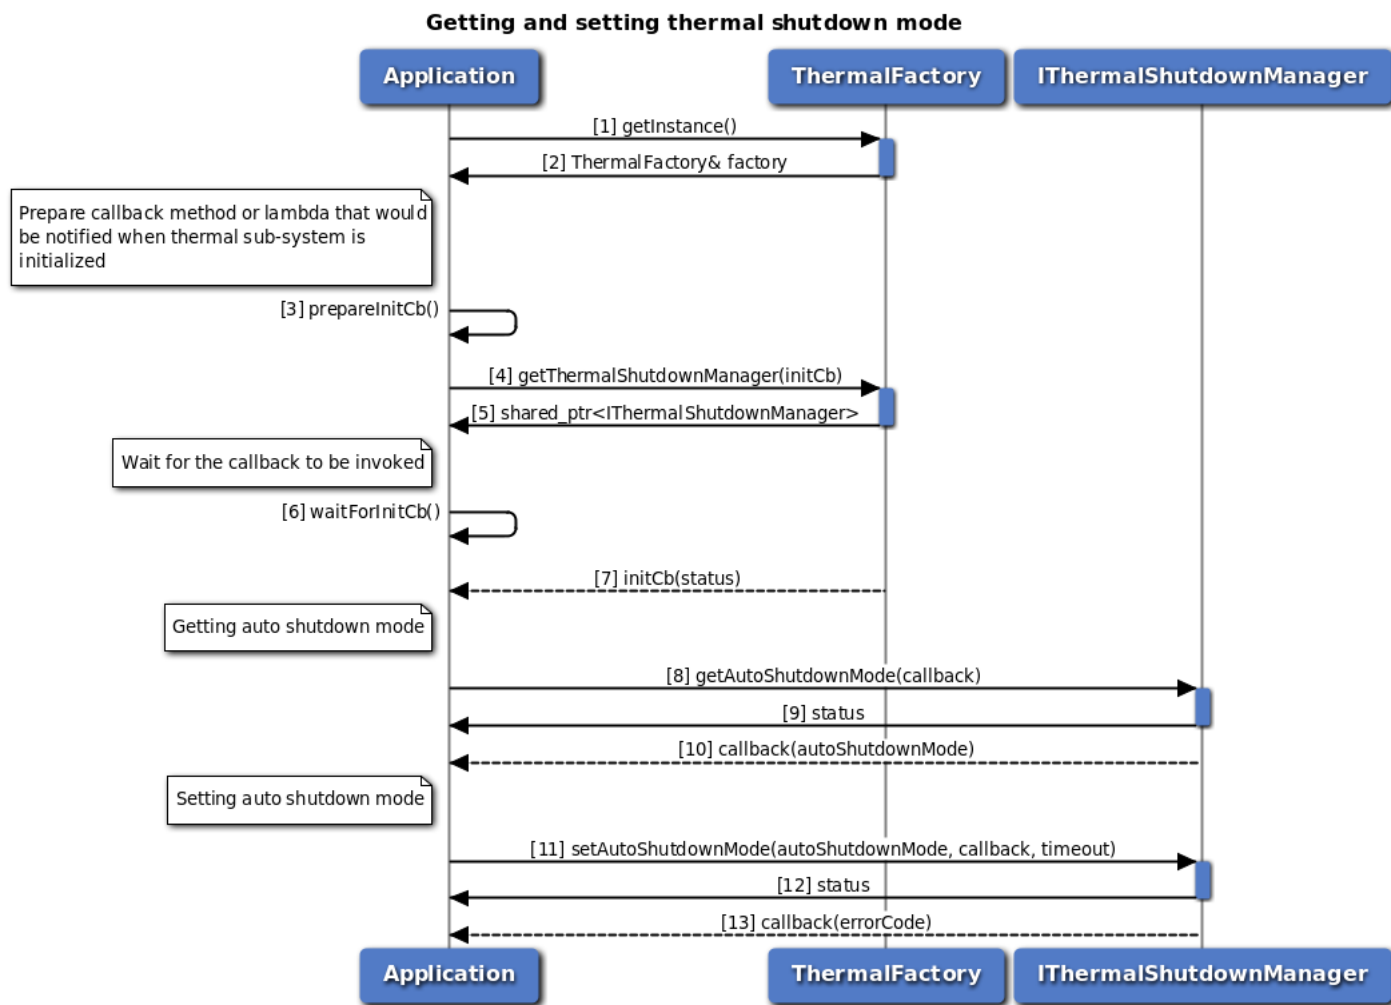 Getting and setting thermal shutdown mode
Application
ThermalFactory
IThermalShutdownManager
[1] getInstance()
[2] ThermalFactory& factory
Prepare callback method or lambda that would
be notified when thermal sub-system is
initialized
[3] prepareInitCb()
[4] getThermalShutdownManager(initCb)
[5] shared_ptr<IThermalShutdownManager>
Wait for the callback to be invoked
[6] waitForInitCb()
[7] initCb(status)
Getting auto shutdown mode
[8] getAutoShutdownMode(callback)
[9] status
[10] callback(autoShutdownMode)
Setting auto shutdown mode
[11] setAutoShutdownMode(autoShutdownMode, callback, timeout)
[12] status
[13] callback(errorCode)
Application
ThermalFactory
IThermalShutdownManager